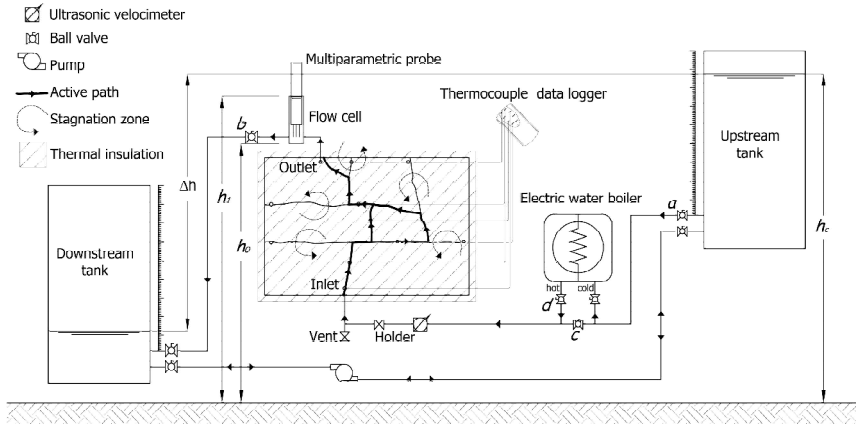 Ultrasonic velocimeter
Ball valve
Pump
Active path
Stagnation zone
Thermal insulation
Multiparametric probe
Flow cell
Thermocouple data logger
Upstream
tank
Electric water boiler
Outlet
Inlet
Downstream
tank
hot
cold
Vent
Holder
a
b
c
d
Δh
h₁
h₀
h꜀